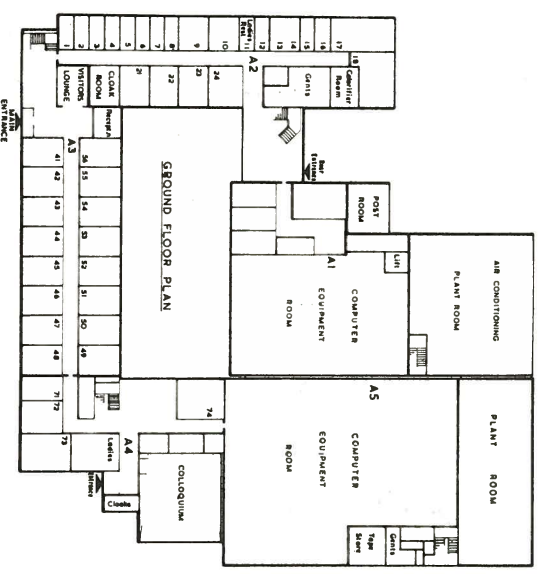 1
2
3
4
5
6
7
8
9
10
Ladies
Rest
11
12
13
14
15
16
17
18
A2
VISITORS
LOUNGE
CLOAK
ROOM
21
22
23
24
Gents
Calorifier
Room
MAIN
ENTRANCE
Recept.n
A3
Rear
Entrance
41
42
43
44
45
46
47
48
56
55
54
53
52
51
50
49
GROUND FLOOR PLAN
POST
ROOM
A1
Lift
COMPUTER
EQUIPMENT
ROOM
AIR CONDITIONING
PLANT ROOM
71
72
73
74
Ladies
A4
Entrance
Cloaks
COLLOQUIUM
A5
COMPUTER
EQUIPMENT
ROOM
PLANT ROOM
Tape
Store
Gents